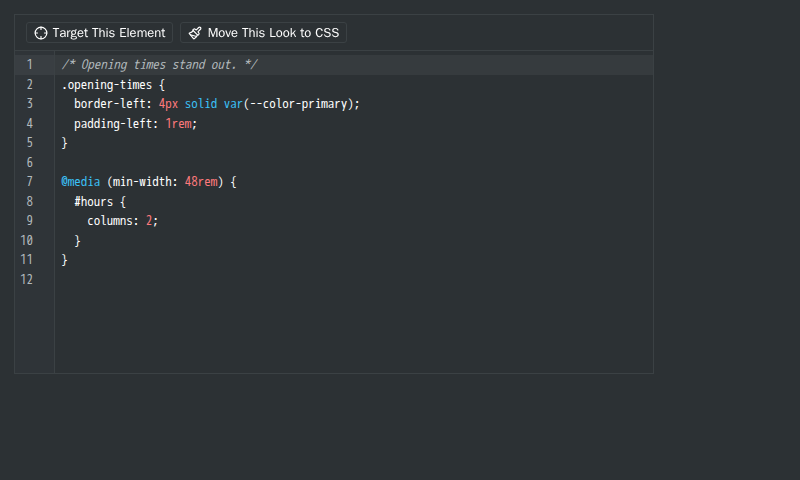 Target This Element
Move This Look to CSS
1 /* Opening times stand out. */
2 .opening-times {
3 border-left: 4px solid var(--color-primary);
4 padding-left: 1rem;
5 }
6
7 @media (min-width: 48rem) {
8 #hours {
9 columns: 2;
10 }
11 }
12